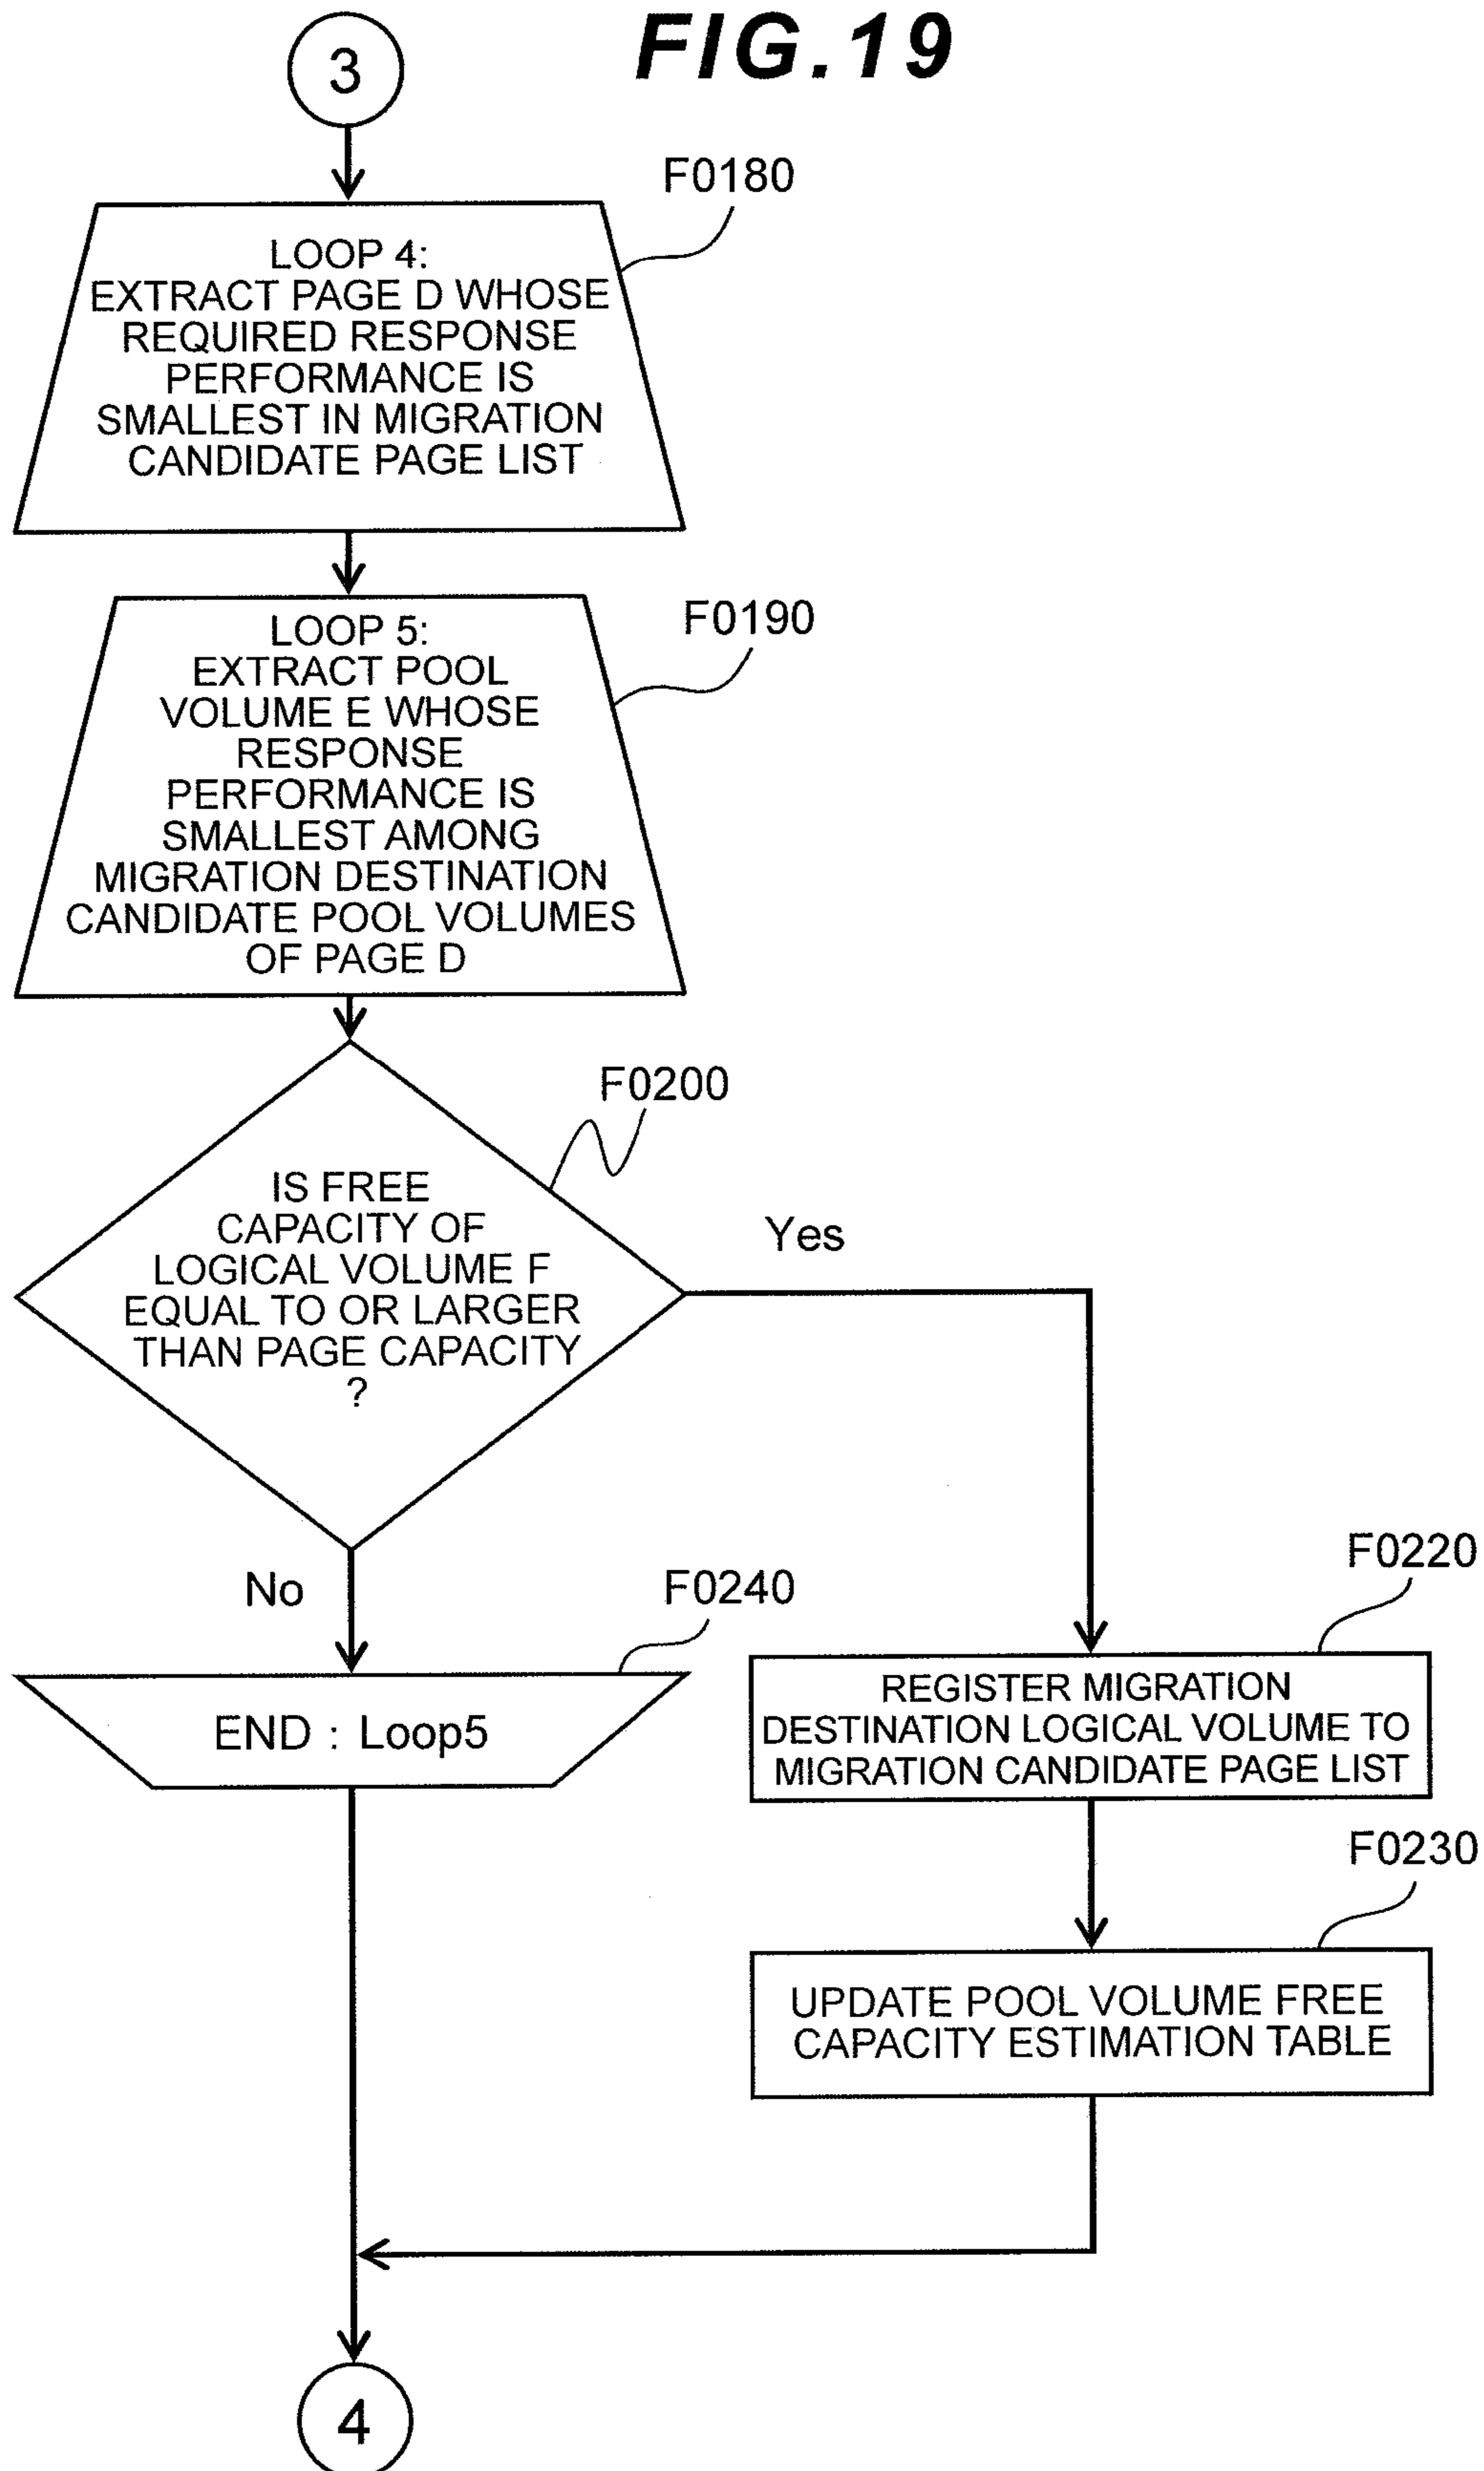 FIG.19
3
F0180
LOOP 4:
EXTRACT PAGE D WHOSE
REQUIRED RESPONSE
PERFORMANCE IS
SMALLEST IN MIGRATION
CANDIDATE PAGE LIST
F0190
LOOP 5:
EXTRACT POOL
VOLUME E WHOSE
RESPONSE
PERFORMANCE IS
SMALLEST AMONG
MIGRATION DESTINATION
CANDIDATE POOL VOLUMES
OF PAGE D
F0200
IS FREE
CAPACITY OF
LOGICAL VOLUME F
EQUAL TO OR LARGER
THAN PAGE CAPACITY
?
Yes
No
F0240
END : Loop5
F0220
REGISTER MIGRATION
DESTINATION LOGICAL VOLUME TO
MIGRATION CANDIDATE PAGE LIST
F0230
UPDATE POOL VOLUME FREE
CAPACITY ESTIMATION TABLE
4